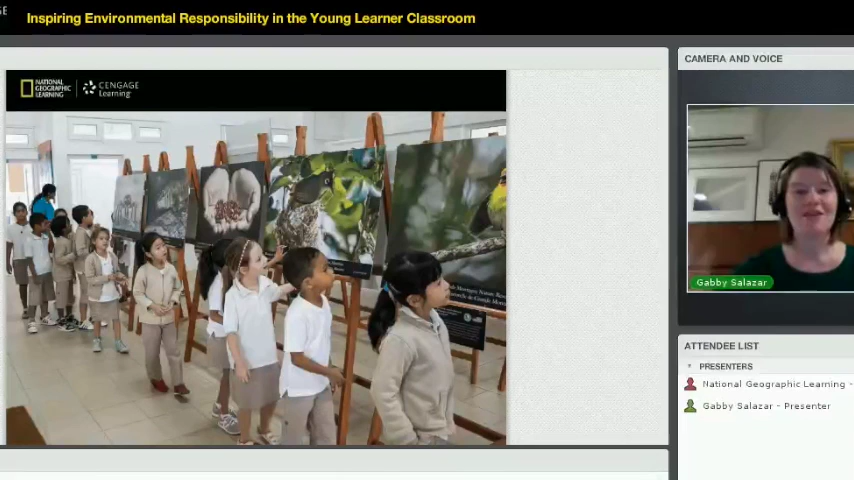 Inspiring Environmental Responsibility in the Young Learner Classroom
CAMERA AND VOICE
NATIONAL
GEOGRAPHIC
LEARNING
CENGAGE
Learning
Gabby Salazar
ATTENDEE LIST
PRESENTERS
National Geographic Learning -
Gabby Salazar - Presenter